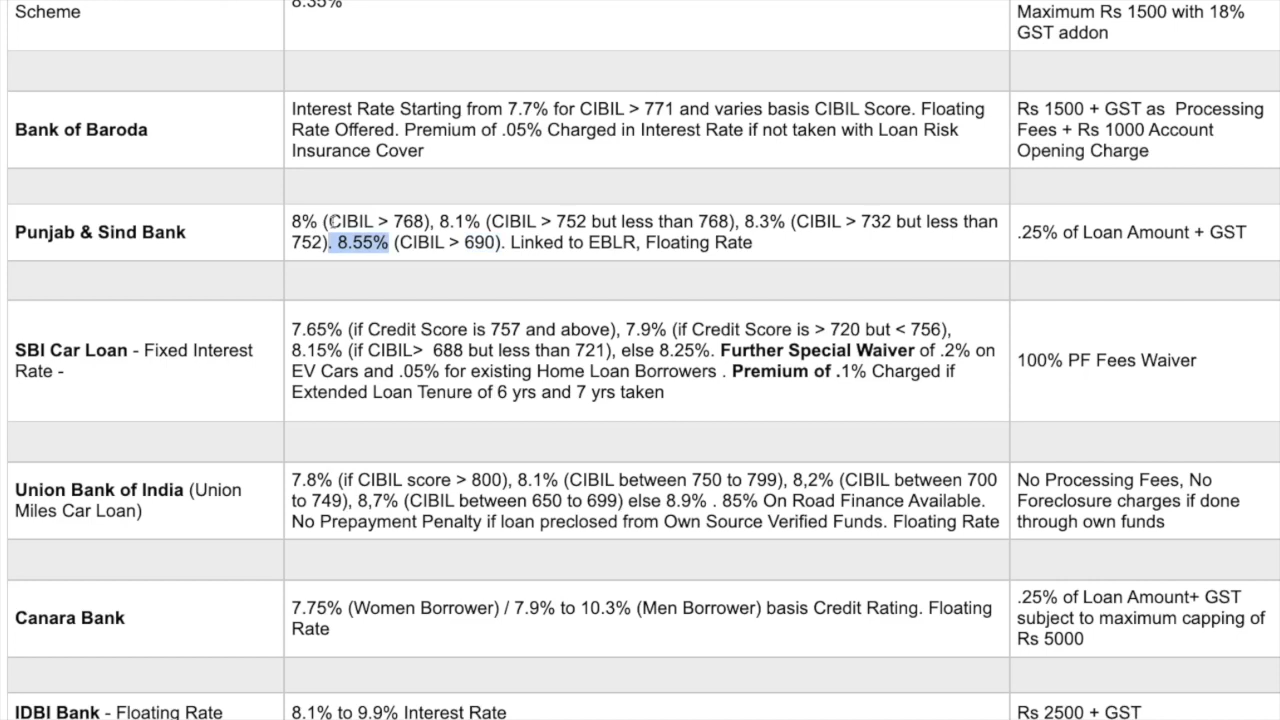 8.35%
Scheme
Maximum Rs 1500 with 18%
GST addon
Bank of Baroda
Interest Rate Starting from 7.7% for CIBIL > 771 and varies basis CIBIL Score. Floating
Rate Offered. Premium of .05% Charged in Interest Rate if not taken with Loan Risk
Insurance Cover
Rs 1500 + GST as Processing
Fees + Rs 1000 Account
Opening Charge
Punjab & Sind Bank
8% (CIBIL > 768), 8.1% (CIBIL > 752 but less than 768), 8.3% (CIBIL > 732 but less than
752). 8.55% (CIBIL > 690). Linked to EBLR, Floating Rate
.25% of Loan Amount + GST
SBI Car Loan - Fixed Interest
Rate -
7.65% (if Credit Score is 757 and above), 7.9% (if Credit Score is > 720 but < 756),
8.15% (if CIBIL> 688 but less than 721), else 8.25%. Further Special Waiver of .2% on
EV Cars and .05% for existing Home Loan Borrowers . Premium of .1% Charged if
Extended Loan Tenure of 6 yrs and 7 yrs taken
100% PF Fees Waiver
Union Bank of India (Union
Miles Car Loan)
7.8% (if CIBIL score > 800), 8.1% (CIBIL between 750 to 799), 8,2% (CIBIL between 700
to 749), 8,7% (CIBIL between 650 to 699) else 8.9% . 85% On Road Finance Available.
No Prepayment Penalty if loan preclosed from Own Source Verified Funds. Floating Rate
No Processing Fees, No
Foreclosure charges if done
through own funds
Canara Bank
7.75% (Women Borrower) / 7.9% to 10.3% (Men Borrower) basis Credit Rating. Floating
Rate
.25% of Loan Amount+ GST
subject to maximum capping of
Rs 5000
IDBI Bank - Floating Rate
8.1% to 9.9% Interest Rate
Rs 2500 + GST